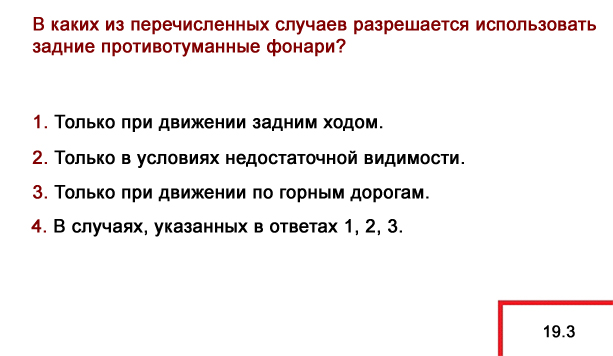 В каких из перечисленных случаев разрешается использовать
задние противотуманные фонари?
1. Только при движении задним ходом.
2. Только в условиях недостаточной видимости.
3. Только при движении по горным дорогам.
4. В случаях, указанных в ответах 1, 2, 3.
19.3